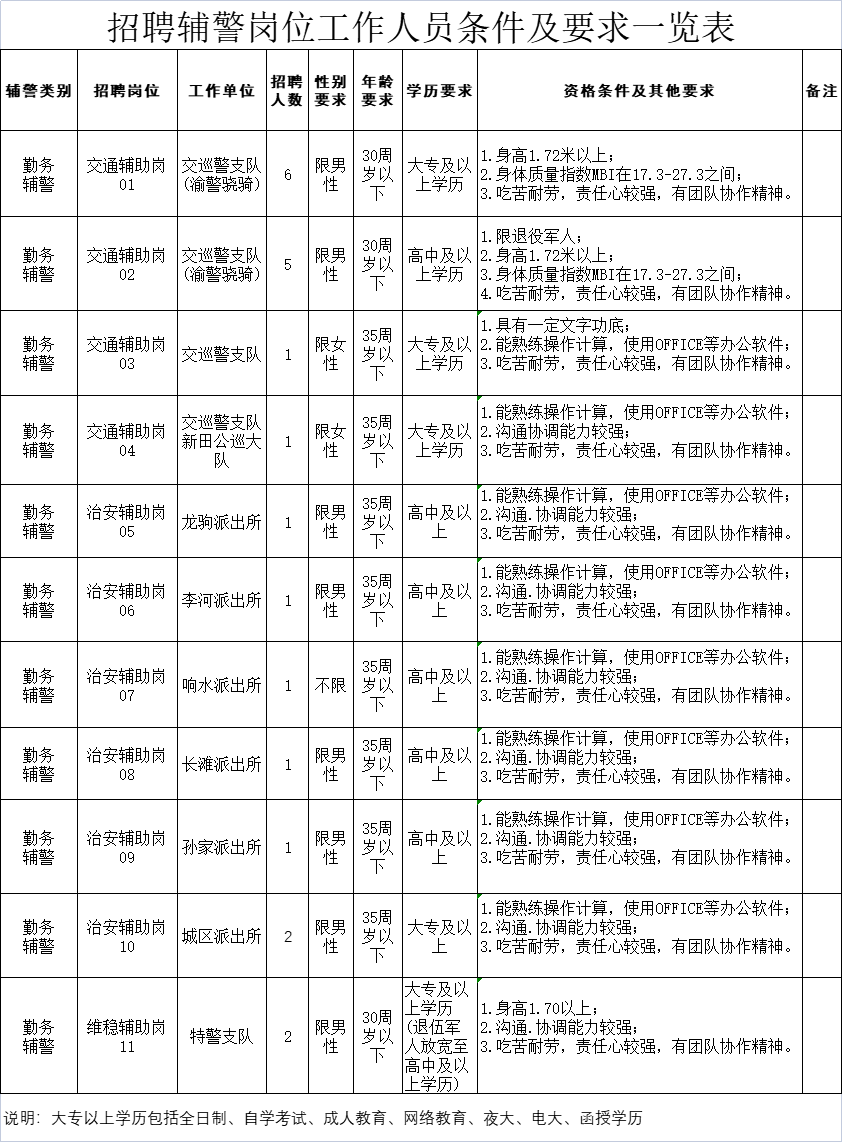 招聘辅警岗位工作人员条件及要求一览表
辅警类别 招聘岗位 工作单位 招聘人数 性别要求 年龄要求 学历要求 资格条件及其他要求 备注
勤务辅警 交通辅助岗01 交巡警支队(渝警骁骑) 6 限男性 30周岁以下 大专及以上学历
1.身高1.72米以上;
2.身体质量指数MBI在17.3-27.3之间;
3.吃苦耐劳，责任心较强，有团队协作精神。
勤务辅警 交通辅助岗02 交巡警支队(渝警骁骑) 5 限男性 30周岁以下 高中及以上学历
1.限退役军人;
2.身高1.72米以上;
3.身体质量指数MBI在17.3-27.3之间;
4.吃苦耐劳，责任心较强，有团队协作精神。
勤务辅警 交通辅助岗03 交巡警支队 1 限女性 35周岁以下 大专及以上学历
1.具有一定文字功底;
2.能熟练操作计算，使用OFFICE等办公软件;
3.吃苦耐劳，责任心较强，有团队协作精神。
勤务辅警 交通辅助岗04 交巡警支队新田公巡大队 1 限女性 35周岁以下 大专及以上学历
1.能熟练操作计算，使用OFFICE等办公软件;
2.沟通协调能力较强;
3.吃苦耐劳，责任心较强，有团队协作精神。
勤务辅警 治安辅助岗05 龙驹派出所 1 限男性 35周岁以下 高中及以上
1.能熟练操作计算，使用OFFICE等办公软件;
2.沟通.协调能力较强;
3.吃苦耐劳，责任心较强，有团队协作精神。
勤务辅警 治安辅助岗06 李河派出所 1 限男性 35周岁以下 高中及以上
1.能熟练操作计算，使用OFFICE等办公软件;
2.沟通.协调能力较强;
3.吃苦耐劳，责任心较强，有团队协作精神。
勤务辅警 治安辅助岗07 响水派出所 1 不限 35周岁以下 高中及以上
1.能熟练操作计算，使用OFFICE等办公软件;
2.沟通.协调能力较强;
3.吃苦耐劳，责任心较强，有团队协作精神。
勤务辅警 治安辅助岗08 长滩派出所 1 限男性 35周岁以下 高中及以上
1.能熟练操作计算，使用OFFICE等办公软件;
2.沟通.协调能力较强;
3.吃苦耐劳，责任心较强，有团队协作精神。
勤务辅警 治安辅助岗09 孙家派出所 1 限男性 35周岁以下 高中及以上
1.能熟练操作计算，使用OFFICE等办公软件;
2.沟通.协调能力较强;
3.吃苦耐劳，责任心较强，有团队协作精神。
勤务辅警 治安辅助岗10 城区派出所 2 限男性 35周岁以下 大专及以上
1.能熟练操作计算，使用OFFICE等办公软件;
2.沟通.协调能力较强;
3.吃苦耐劳，责任心较强，有团队协作精神。
勤务辅警 维稳辅助岗11 特警支队 2 限男性 30周岁以下 大专及以上学历(退伍军人放宽至高中及以上学历)
1.身高1.70以上;
2.沟通.协调能力较强;
3.吃苦耐劳，责任心较强，有团队协作精神。
说明：大专以上学历包括全日制、自学考试、成人教育、网络教育、夜大、电大、函授学历